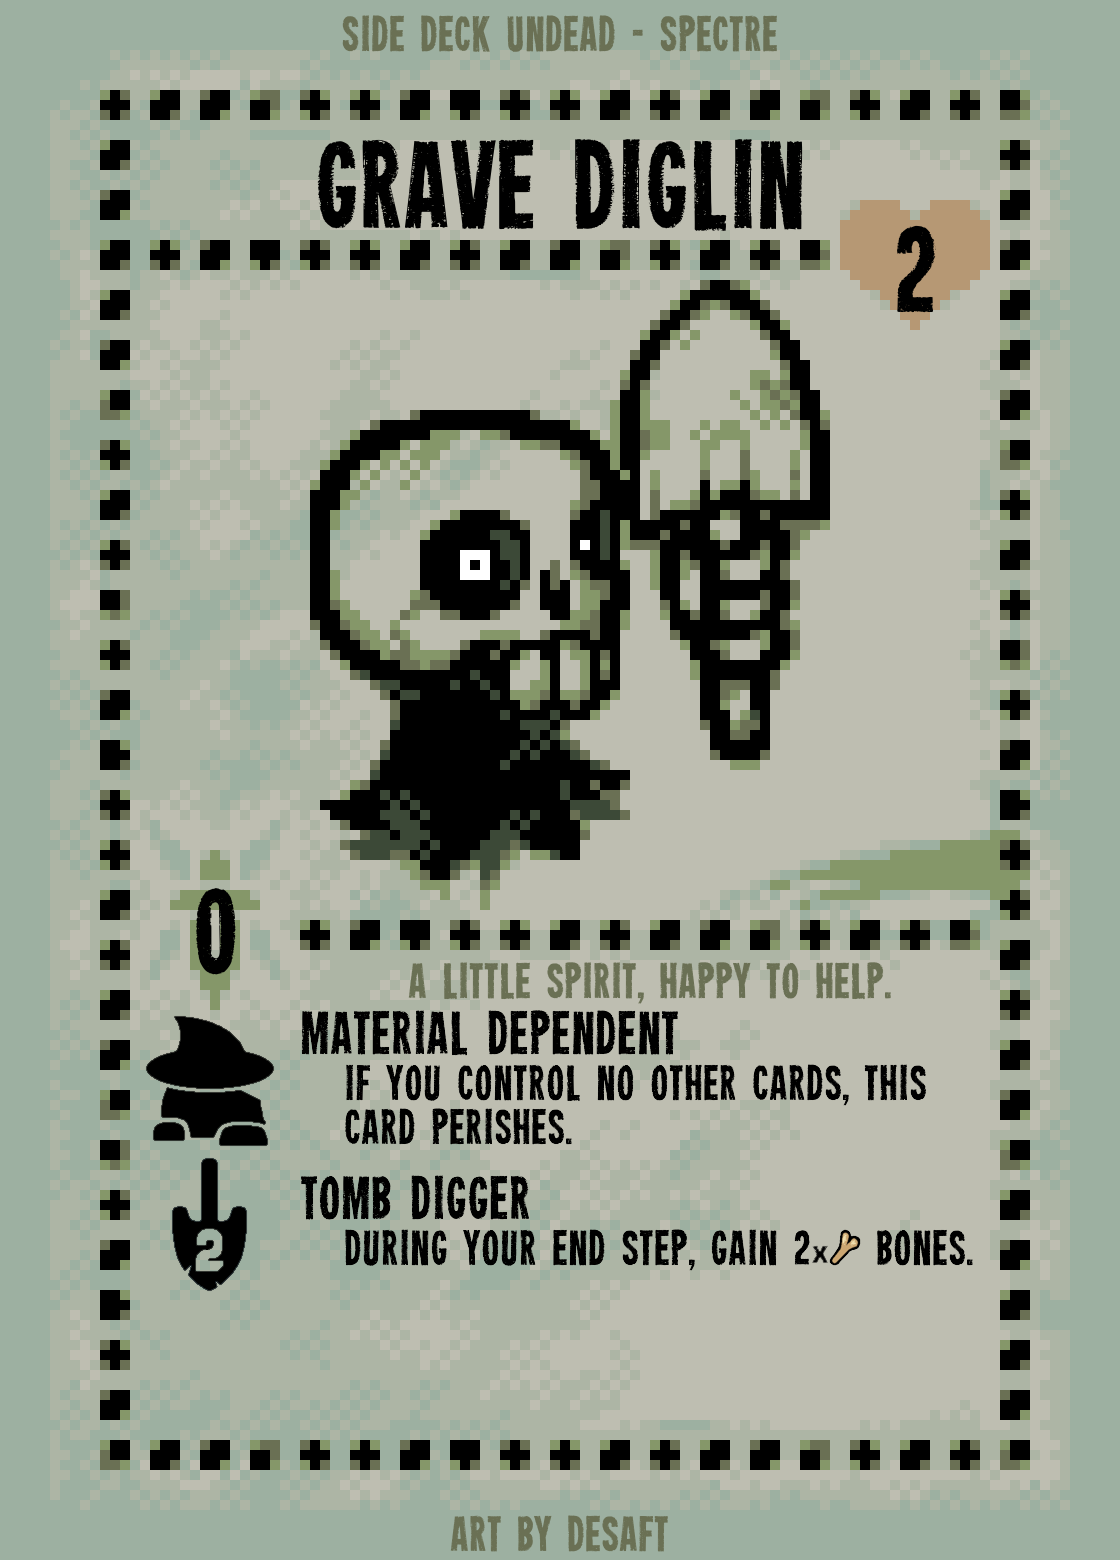 SIDE DECK UNDEAD - SPECTRE
GRAVE DIGLIN
2
0
A LITTLE SPIRIT, HAPPY TO HELP.
MATERIAL DEPENDENT
IF YOU CONTROL NO OTHER CARDS, THIS
CARD PERISHES.
TOMB DIGGER
2
DURING YOUR END STEP, GAIN 2x BONES.
ART BY DESAFT